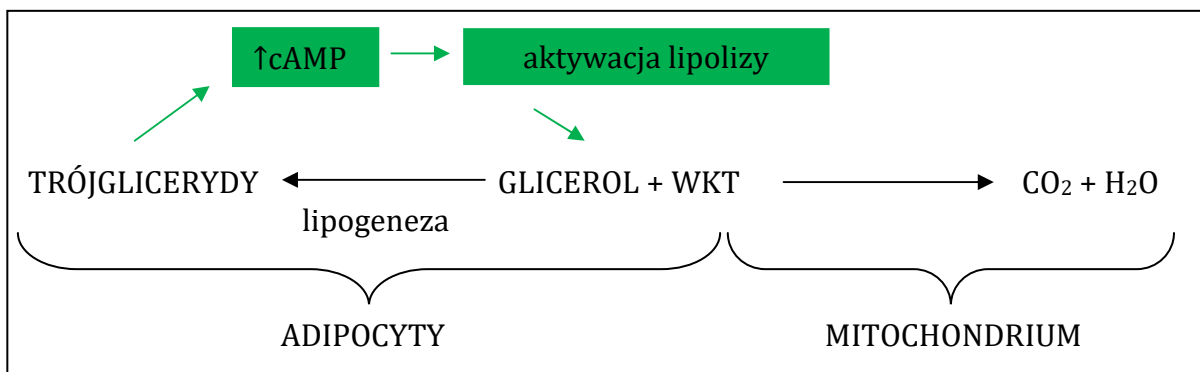 ↑cAMP aktywacja lipolizy
TRÓJGLICERYDY GLICEROL + WKT CO₂ + H₂O
lipogeneza
ADIPOCYTY MITOCHONDRIUM